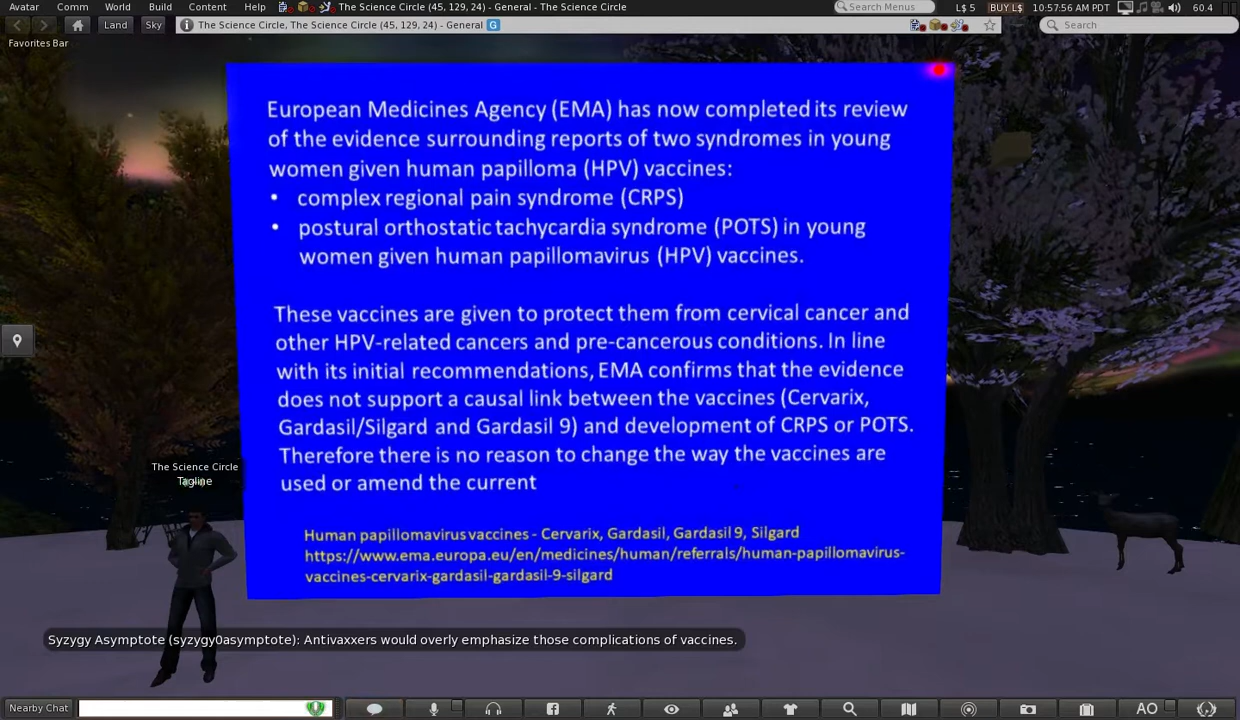 Avatar Comm World Build Content Help The Science Circle, The Science Circle (45, 129, 24) - General - The Science Circle Search Menus L$ 5 BUY L$ 10:57:56 AM PDT 60.4
Land Sky The Science Circle, The Science Circle (45, 129, 24) - General G Search
Favorites Bar
European Medicines Agency (EMA) has now completed its review
of the evidence surrounding reports of two syndromes in young
women given human papilloma (HPV) vaccines:
• complex regional pain syndrome (CRPS)
• postural orthostatic tachycardia syndrome (POTS) in young
women given human papillomavirus (HPV) vaccines.
These vaccines are given to protect them from cervical cancer and
other HPV-related cancers and pre-cancerous conditions. In line
with its initial recommendations, EMA confirms that the evidence
does not support a causal link between the vaccines (Cervarix,
Gardasil/Silgard and Gardasil 9) and development of CRPS or POTS.
Therefore there is no reason to change the way the vaccines are
used or amend the current
Human papillomavirus vaccines - Cervarix, Gardasil, Gardasil 9, Silgard
https://www.ema.europa.eu/en/medicines/human/referrals/human-papillomavirus-
vaccines-cervarix-gardasil-gardasil-9-silgard
The Science Circle
Tagline
Syzygy Asymptote (syzygy0asymptote): Antivaxxers would overly emphasize those complications of vaccines.
Nearby Chat AO